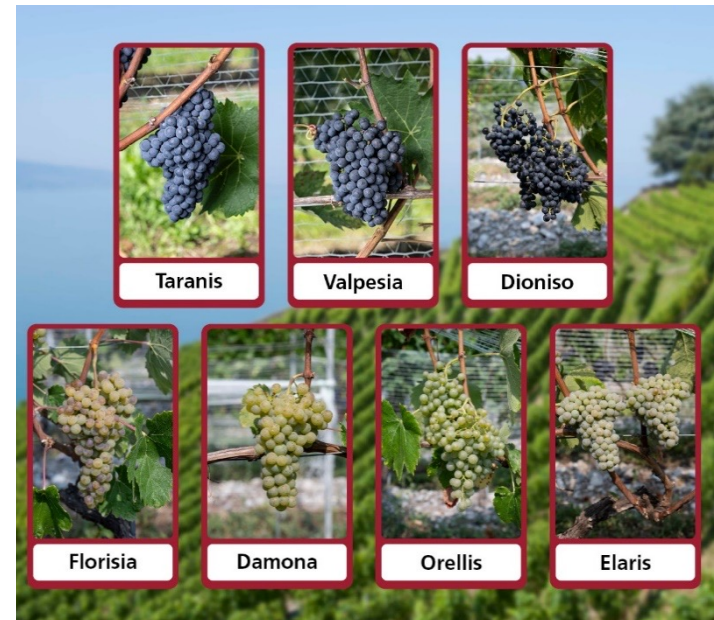 Taranis
Valpesia
Dioniso
Florisia
Damona
Orellis
Elaris